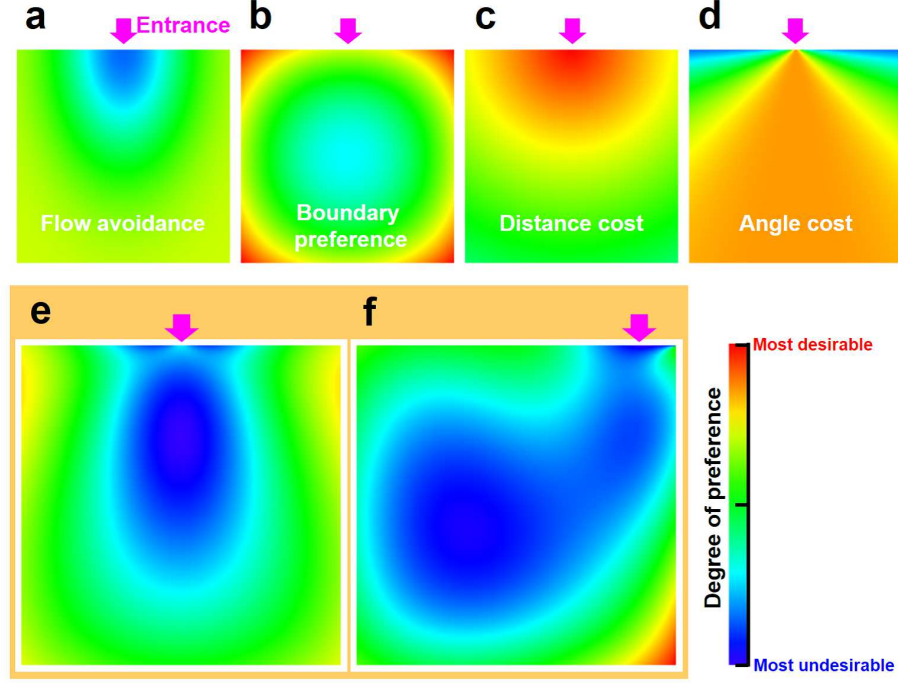 a
Entrance
b
c
d
Flow avoidance
Boundary
preference
Distance cost
Angle cost
e
f
Most desirable
Degree of preference
Most undesirable